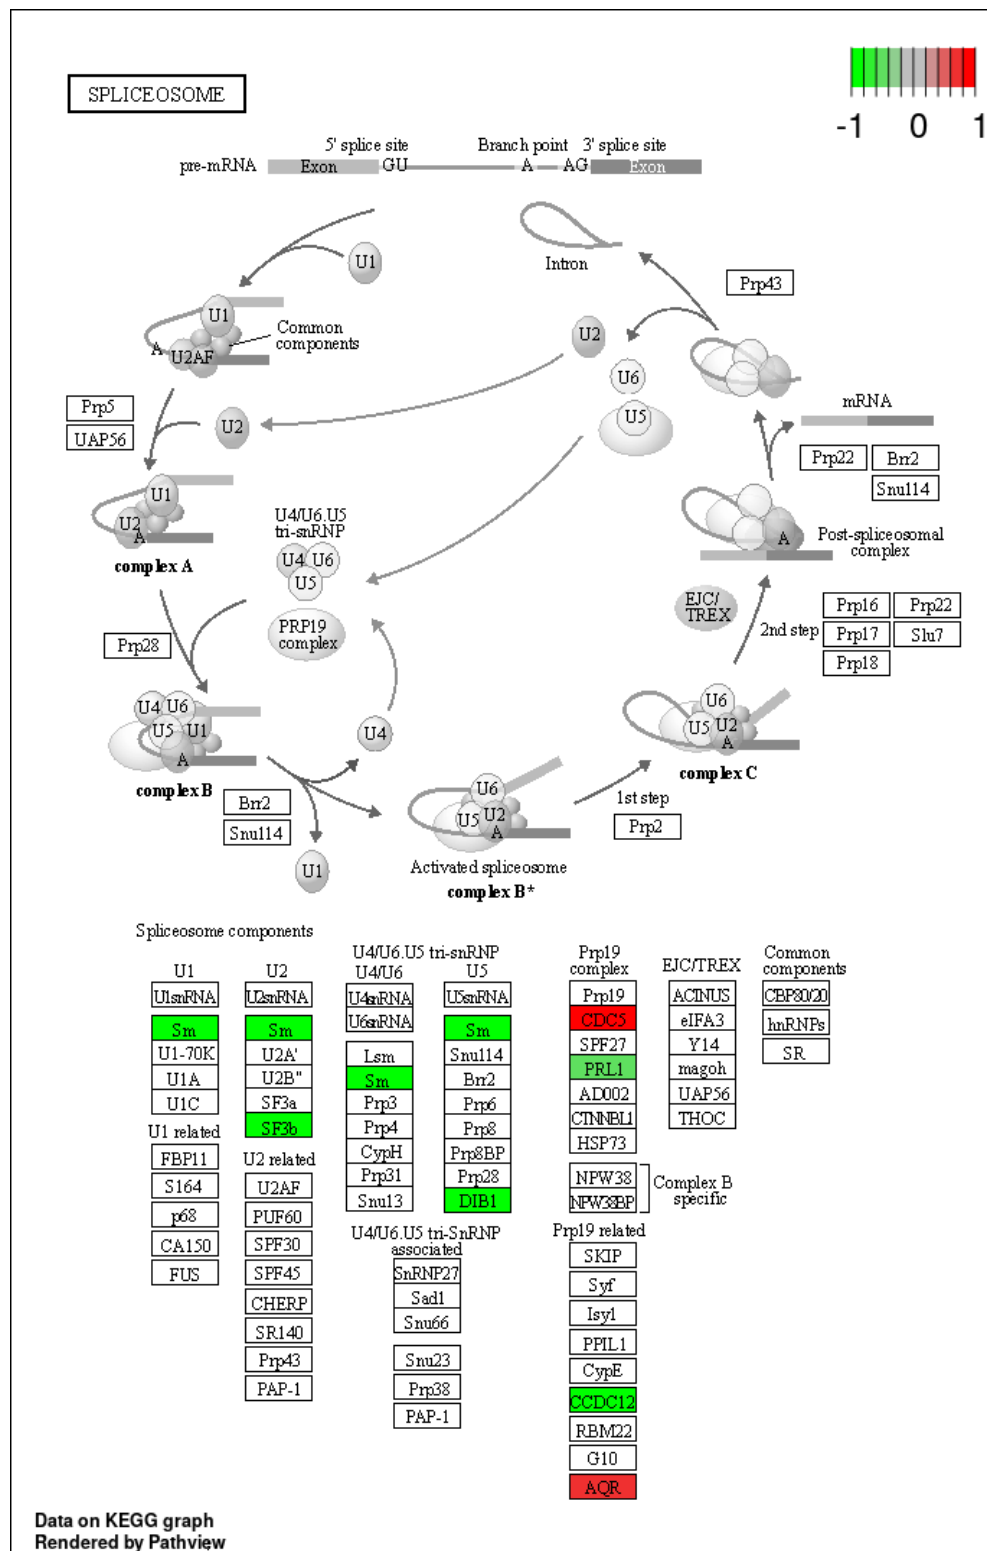 SPLICEOSOME
-1 0 1
5' splice site
Branch point
3' splice site
pre-mRNA
Exon
GU
A
AG
Exon
Intron
U1
U1
Common
components
A
U2AF
Prp5
UAP56
U2
U1
U2
A
complex A
Prp43
U2
U6
U5
mRNA
Prp22
Brr2
Snu114
A
Post-spliceosomal
complex
U4/U6.U5
tri-snRNP
U4
U6
U5
PRP19
complex
EJC/
TREX
2nd step
Prp16
Prp22
Prp17
Slu7
Prp18
Prp28
U4
U6
U5
U1
A
complex B
U4
Brr2
Snu114
U1
U6
U5
U2
A
Activated spliceosome
complex B*
1st step
Prp2
U6
U5
U2
A
complex C
Spliceosome components
U1
U1snRNA
Sm
U1-70K
U1A
U1C
U1 related
FBP11
S164
p68
CA150
FUS
U2
U2snRNA
Sm
U2A'
U2B"
SF3a
SF3b
U2 related
U2AF
PUF60
SPF30
SPF45
CHERP
SR140
Prp43
PAP-1
U4/U6.U5 tri-snRNP
U4/U6
U4snRNA
U6snRNA
Lsm
Sm
Prp3
Prp4
CypH
Prp31
Snu13
U5
U5snRNA
Sm
Snu114
Brr2
Prp6
Prp8
Prp8BP
Prp28
DIB1
U4/U6.U5 tri-SnRNP
associated
SnRNP27
Sad1
Snu66
Snu23
Prp38
PAP-1
Prp19
complex
Prp19
CDC5
SPF27
PRL1
AD002
CTNNBL1
HSP73
NPW38
NPW38BP
Complex B
specific
Prp19 related
SKIP
Syf
Isy1
PPIL1
CypE
CCDC12
RBM22
G10
AQR
EJC/TREX
ACINUS
eIFA3
Y14
magoh
UAP56
THOC
Common
components
CBP80/20
hnRNPs
SR
Data on KEGG graph
Rendered by Pathview